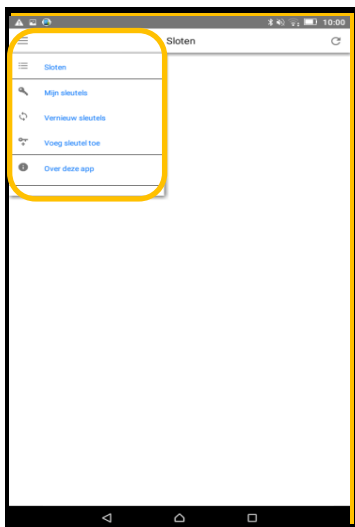 10:00
Sloten
Sloten
Mijn sleutels
Vernieuw sleutels
Voeg sleutel toe
Over deze app